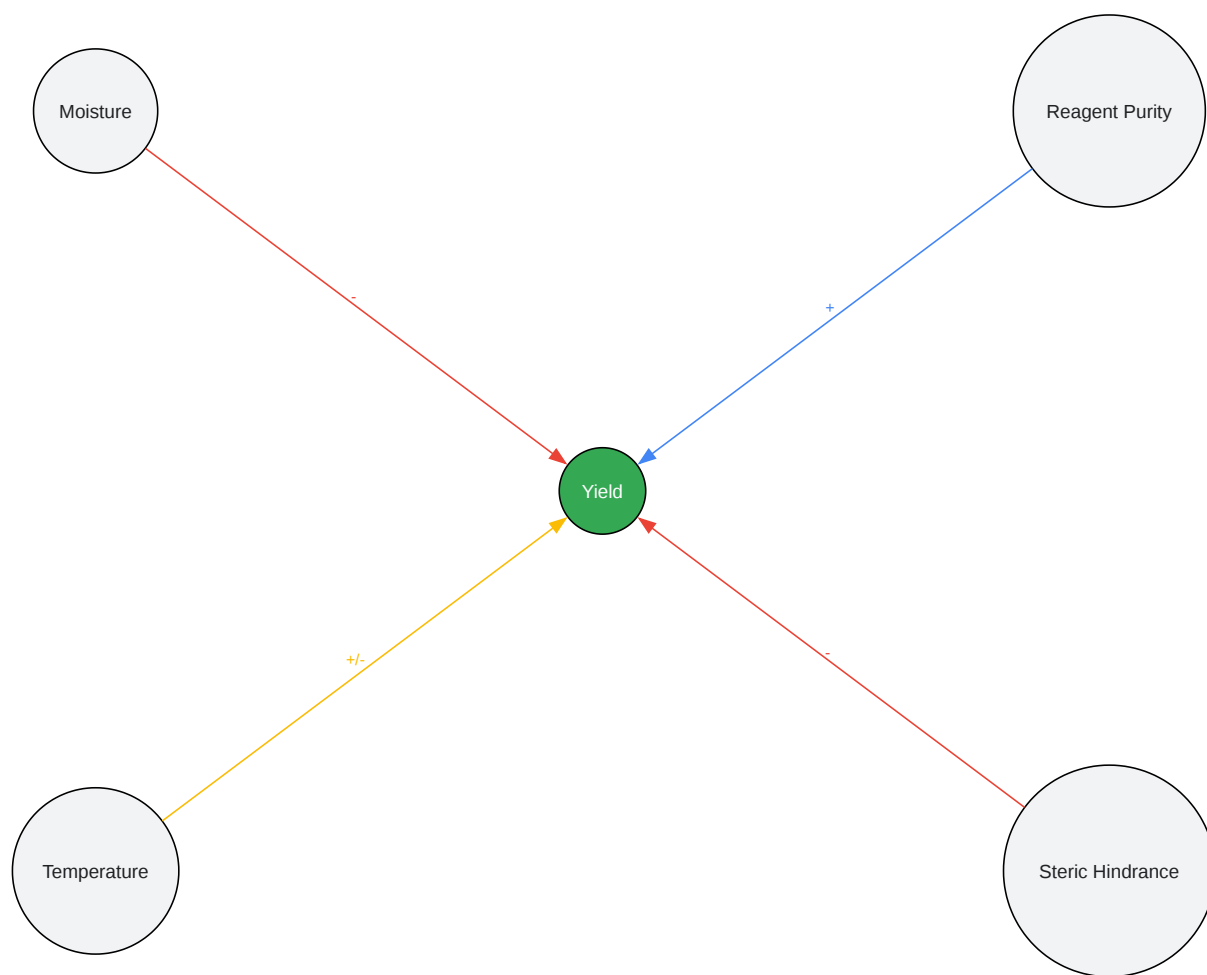 Moisture
Reagent Purity
-
+
Yield
+/-
-
Temperature
Steric Hindrance